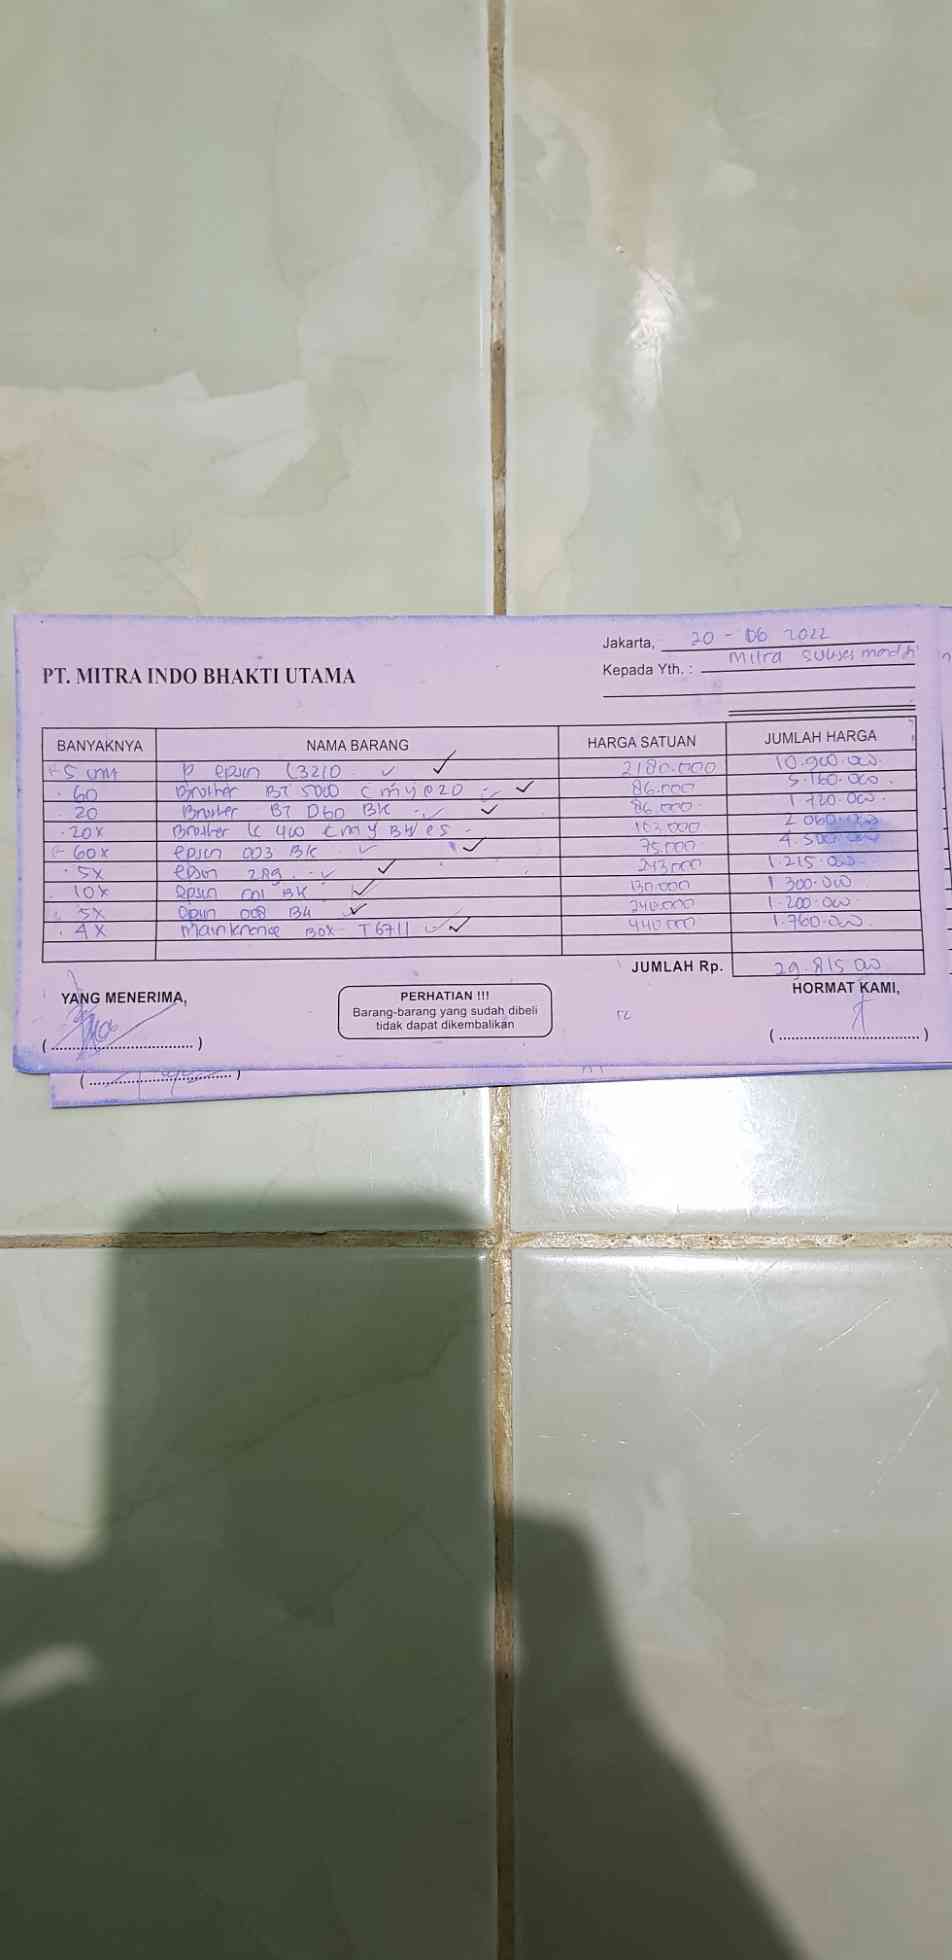 Jakarta, 20 - 06 2022
PT. MITRA INDO BHAKTI UTAMA
Kepada Yth. : Mitra sukses mandiri
BANYAKNYA NAMA BARANG HARGA SATUAN JUMLAH HARGA
5 unit P epson L3210 2180.000 10.900.000
60 Brother BT 5000 Cmy @20 86.000 5.160.000
20 Brother BT D60 BK 86.000 1.720.000
20x Brother 103.000 2.060.000
60x epson 003 BK 75.000 4.500.000
5x epson 289 243.000 1.215.000
10x epson 001 BK 130.000 1.300.000
5x epson 008 BK 240.000 1.200.000
4x Box T6711 440.000 1.760.000
JUMLAH Rp. 29.815.000
YANG MENERIMA,
PERHATIAN !!!
Barang-barang yang sudah dibeli
tidak dapat dikembalikan
HORMAT KAMI,